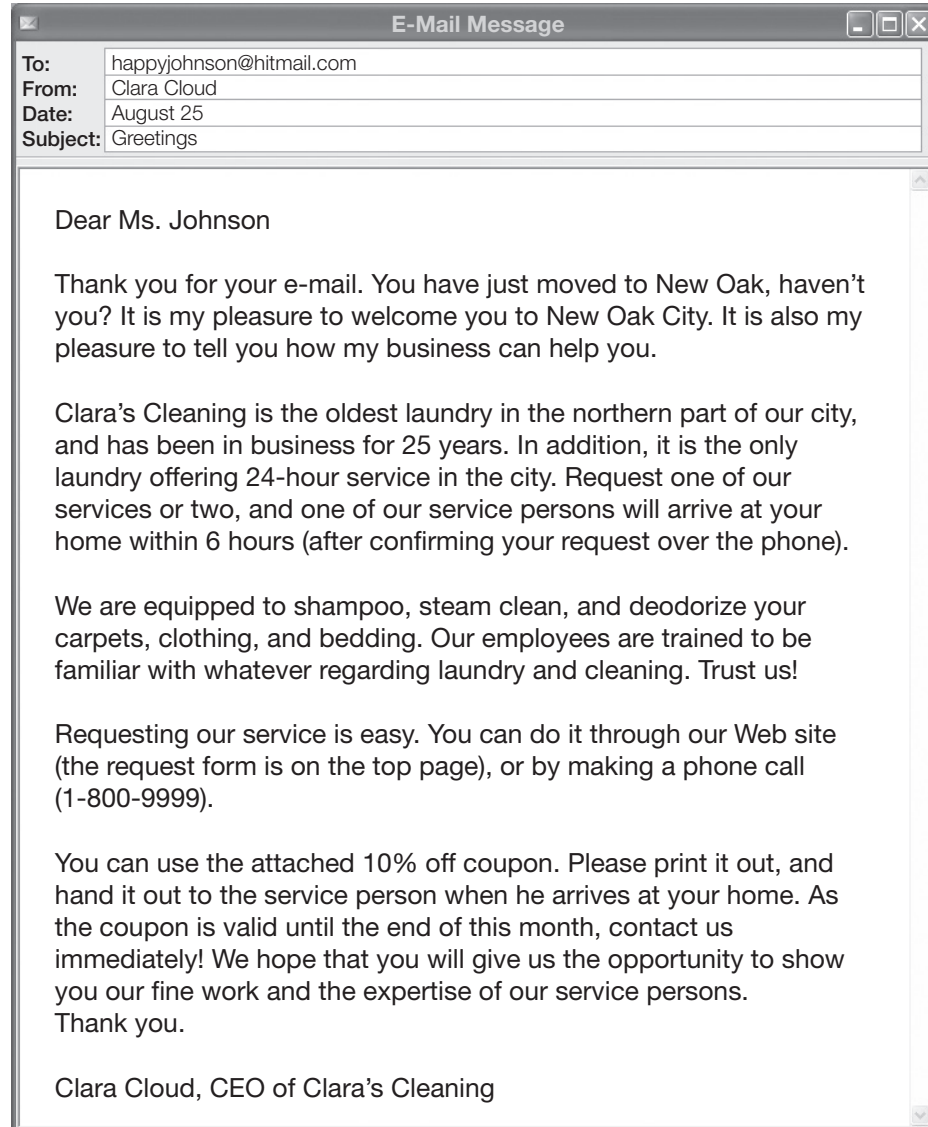 E-Mail Message
To: happyjohnson@hitmail.com
From: Clara Cloud
Date: August 25
Subject: Greetings
Dear Ms. Johnson
Thank you for your e-mail. You have just moved to New Oak, haven't
you? It is my pleasure to welcome you to New Oak City. It is also my
pleasure to tell you how my business can help you.
Clara's Cleaning is the oldest laundry in the northern part of our city,
and has been in business for 25 years. In addition, it is the only
laundry offering 24-hour service in the city. Request one of our
services or two, and one of our service persons will arrive at your
home within 6 hours (after confirming your request over the phone).
We are equipped to shampoo, steam clean, and deodorize your
carpets, clothing, and bedding. Our employees are trained to be
familiar with whatever regarding laundry and cleaning. Trust us!
Requesting our service is easy. You can do it through our Web site
(the request form is on the top page), or by making a phone call
(1-800-9999).
You can use the attached 10% off coupon. Please print it out, and
hand it out to the service person when he arrives at your home. As
the coupon is valid until the end of this month, contact us
immediately! We hope that you will give us the opportunity to show
you our fine work and the expertise of our service persons.
Thank you.
Clara Cloud, CEO of Clara's Cleaning